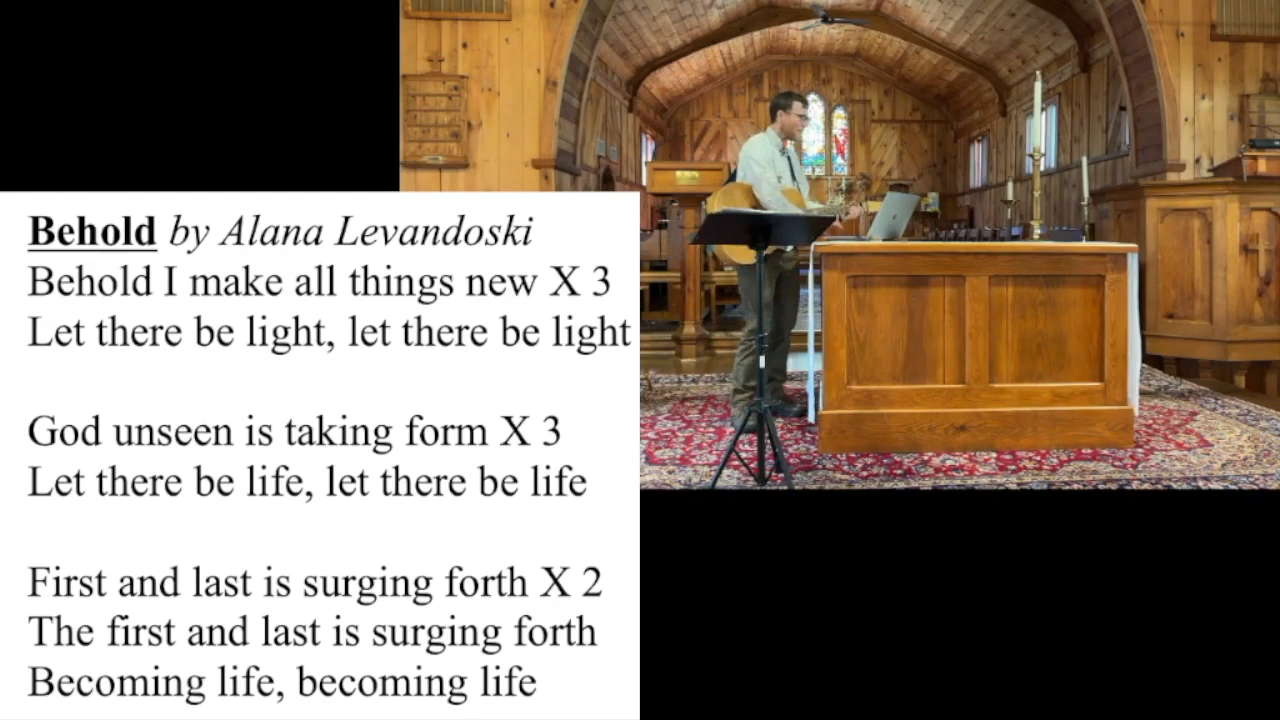 Behold by Alana Levandoski
Behold I make all things new X 3
Let there be light, let there be light
God unseen is taking form X 3
Let there be life, let there be life
First and last is surging forth X 2
The first and last is surging forth
Becoming life, becoming life